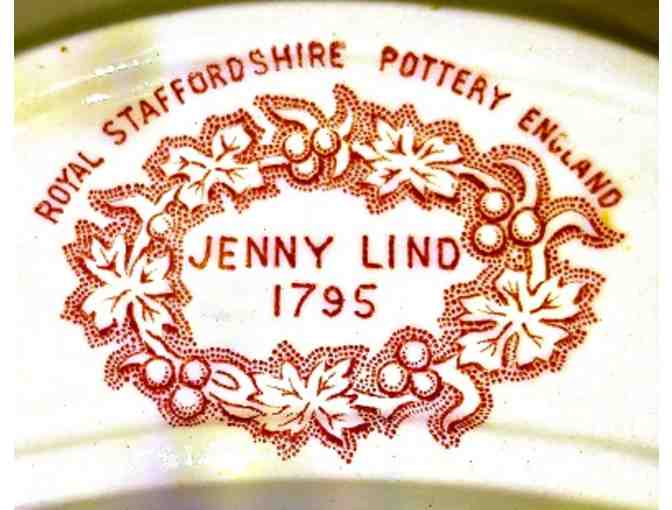 ROYAL STAFFORDSHIRE POTTERY ENGLAND
JENNY LIND
1795